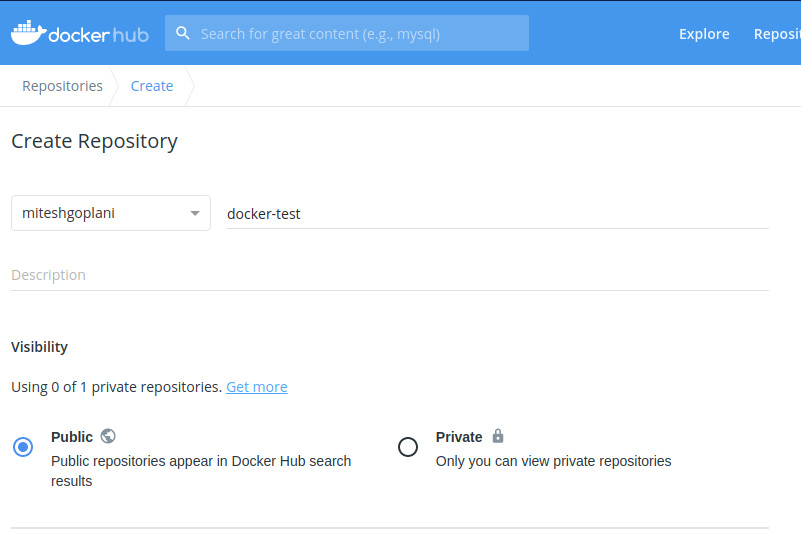 docker hub
Search for great content (e.g., mysql)
Explore
Reposit
Repositories
Create
Create Repository
miteshgoplani
docker-test
Description
Visibility
Using 0 of 1 private repositories. Get more
Public
Public repositories appear in Docker Hub search
results
Private
Only you can view private repositories